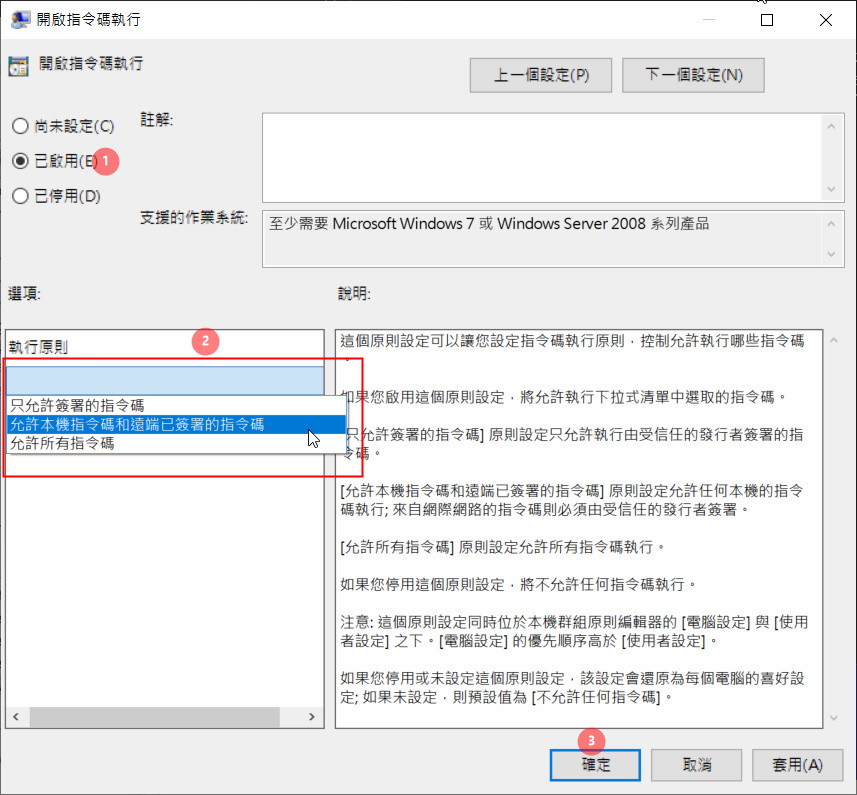 開啟指令碼執行
開啟指令碼執行
上一個設定(P)
下一個設定(N)
尚未設定(C)
註解:
已啟用(E)
1
已停用(D)
支援的作業系統:
至少需要 Microsoft Windows 7 或 Windows Server 2008 系列產品
選項:
說明:
執行原則
2
只允許簽署的指令碼
允許本機指令碼和遠端已簽署的指令碼
允許所有指令碼
這個原則設定可以讓您設定指令碼執行原則，控制允許執行哪些指令碼
。
如果您啟用這個原則設定，將允許執行下拉式清單中選取的指令碼。
只允許簽署的指令碼] 原則設定只允許執行由受信任的發行者簽署的指
令碼。
[允許本機指令碼和遠端已簽署的指令碼] 原則設定允許任何本機的指令
碼執行; 來自網際網路的指令碼則必須由受信任的發行者簽署。
[允許所有指令碼] 原則設定允許所有指令碼執行。
如果您停用這個原則設定，將不允許任何指令碼執行。
注意: 這個原則設定同時位於本機群組原則編輯器的 [電腦設定] 與 [使用
者設定] 之下。[電腦設定] 的優先順序高於 [使用者設定]。
如果您停用或未設定這個原則設定，該設定會還原為每個電腦的喜好設
定; 如果未設定，則預設值為 [不允許任何指令碼]。
3
確定
取消
套用(A)